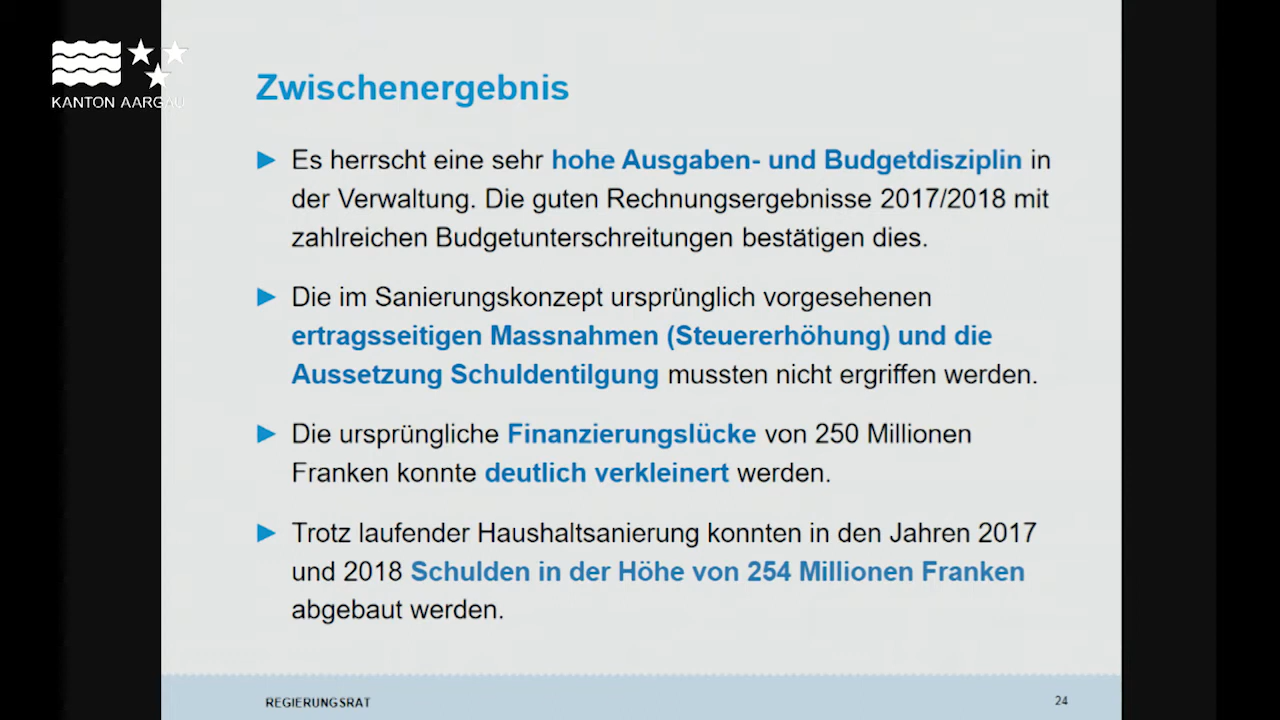 KANTON AARGAU
Zwischenergebnis
► Es herrscht eine sehr hohe Ausgaben- und Budgetdisziplin in
der Verwaltung. Die guten Rechnungsergebnisse 2017/2018 mit
zahlreichen Budgetunterschreitungen bestätigen dies.
► Die im Sanierungskonzept ursprünglich vorgesehenen
ertragsseitigen Massnahmen (Steuererhöhung) und die
Aussetzung Schuldentilgung mussten nicht ergriffen werden.
► Die ursprüngliche Finanzierungslücke von 250 Millionen
Franken konnte deutlich verkleinert werden.
► Trotz laufender Haushaltsanierung konnten in den Jahren 2017
und 2018 Schulden in der Höhe von 254 Millionen Franken
abgebaut werden.
REGIERUNGSRAT
24